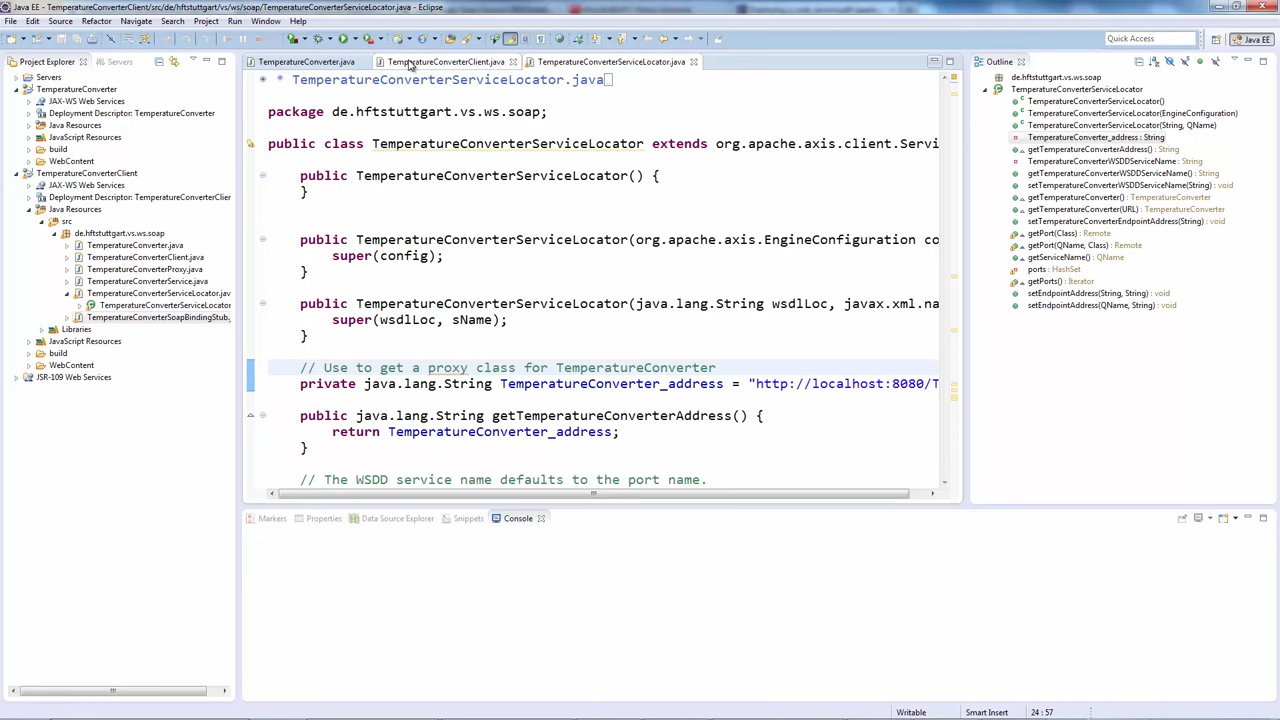 Java EE - TemperatureConverterClient/src/de/hftstuttgart/vs/ws/soap/TemperatureConverterServiceLocator.java - Eclipse
File Edit Source Refactor Navigate Search Project Run Window Help
Quick Access
Java EE
Project Explorer
Servers
Servers
TemperatureConverter
JAX-WS Web Services
Deployment Descriptor: TemperatureConverter
Java Resources
JavaScript Resources
build
WebContent
TemperatureConverterClient
JAX-WS Web Services
Deployment Descriptor: TemperatureConverterClier
Java Resources
src
de.hftstuttgart.vs.ws.soap
TemperatureConverter.java
TemperatureConverterClient.java
TemperatureConverterProxy.java
TemperatureConverterService.java
TemperatureConverterServiceLocator.jav
TemperatureConverterServiceLocator
TemperatureConverterSoapBindingStub.
Libraries
JavaScript Resources
build
WebContent
JSR-109 Web Services
TemperatureConverter.java
TemperatureConverterClient.java
TemperatureConverterServiceLocator.java
* TemperatureConverterServiceLocator.java
package de.hftstuttgart.vs.ws.soap;
public class TemperatureConverterServiceLocator extends org.apache.axis.client.Servi
public TemperatureConverterServiceLocator() {
}
public TemperatureConverterServiceLocator(org.apache.axis.EngineConfiguration co
super(config);
}
public TemperatureConverterServiceLocator(java.lang.String wsdlLoc, javax.xml.na
super(wsdlLoc, sName);
}
// Use to get a proxy class for TemperatureConverter
private java.lang.String TemperatureConverter_address = "http://localhost:8080/T
public java.lang.String getTemperatureConverterAddress() {
return TemperatureConverter_address;
}
// The WSDD service name defaults to the port name.
Outline
de.hftstuttgart.vs.ws.soap
TemperatureConverterServiceLocator
TemperatureConverterServiceLocator()
TemperatureConverterServiceLocator(EngineConfiguration)
TemperatureConverterServiceLocator(String, QName)
TemperatureConverter_address : String
getTemperatureConverterAddress() : String
TemperatureConverterWSDDServiceName : String
getTemperatureConverterWSDDServiceName() : String
setTemperatureConverterWSDDServiceName(String) : void
getTemperatureConverter() : TemperatureConverter
getTemperatureConverter(URL) : TemperatureConverter
setTemperatureConverterEndpointAddress(String) : void
getPort(Class) : Remote
getPort(QName, Class) : Remote
getServiceName() : QName
ports : HashSet
getPorts() : Iterator
setEndpointAddress(String, String) : void
setEndpointAddress(QName, String) : void
Markers
Properties
Data Source Explorer
Snippets
Console
Writable
Smart Insert
24 : 57